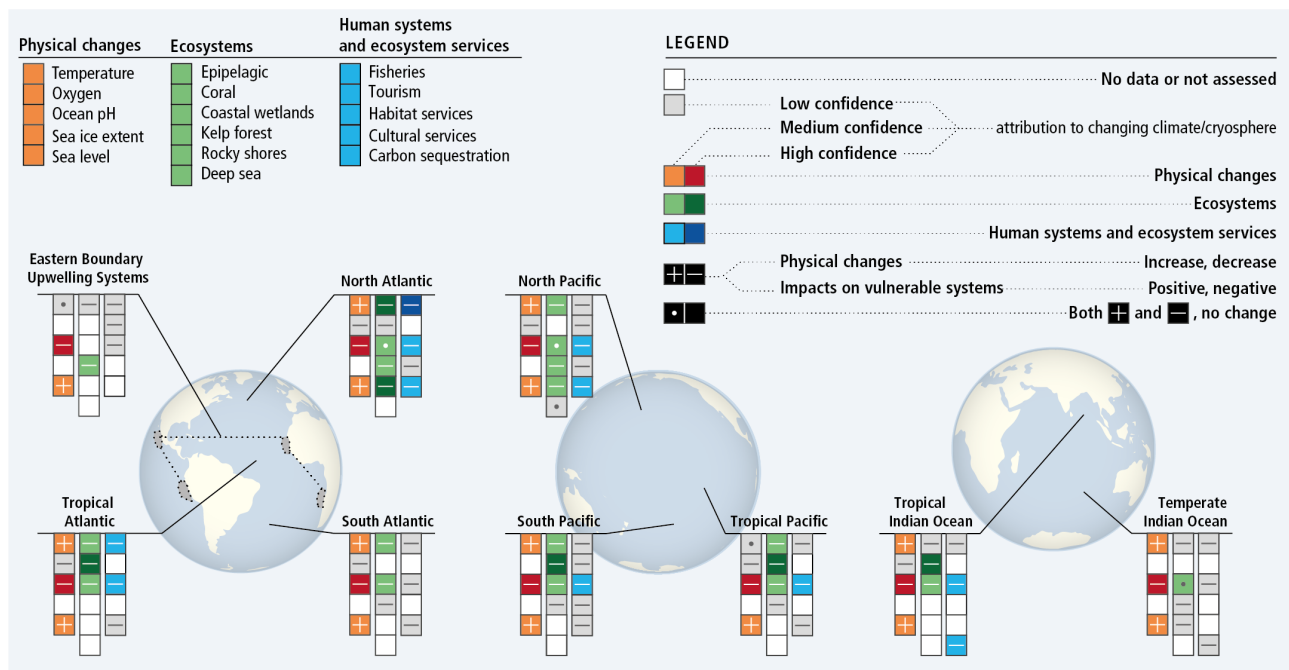 Physical changes
Temperature
Oxygen
Ocean pH
Sea ice extent
Sea level
Ecosystems
Epipelagic
Coral
Coastal wetlands
Kelp forest
Rocky shores
Deep sea
Human systems
and ecosystem services
Fisheries
Tourism
Habitat services
Cultural services
Carbon sequestration
LEGEND
No data or not assessed
Low confidence
Medium confidence
attribution to changing climate/cryosphere
High confidence
Physical changes
Ecosystems
Human systems and ecosystem services
Physical changes
Increase, decrease
Impacts on vulnerable systems
Positive, negative
Both + and –, no change
Eastern Boundary
Upwelling Systems
North Atlantic
North Pacific
Tropical
Atlantic
South Atlantic
South Pacific
Tropical Pacific
Tropical
Indian Ocean
Temperate
Indian Ocean